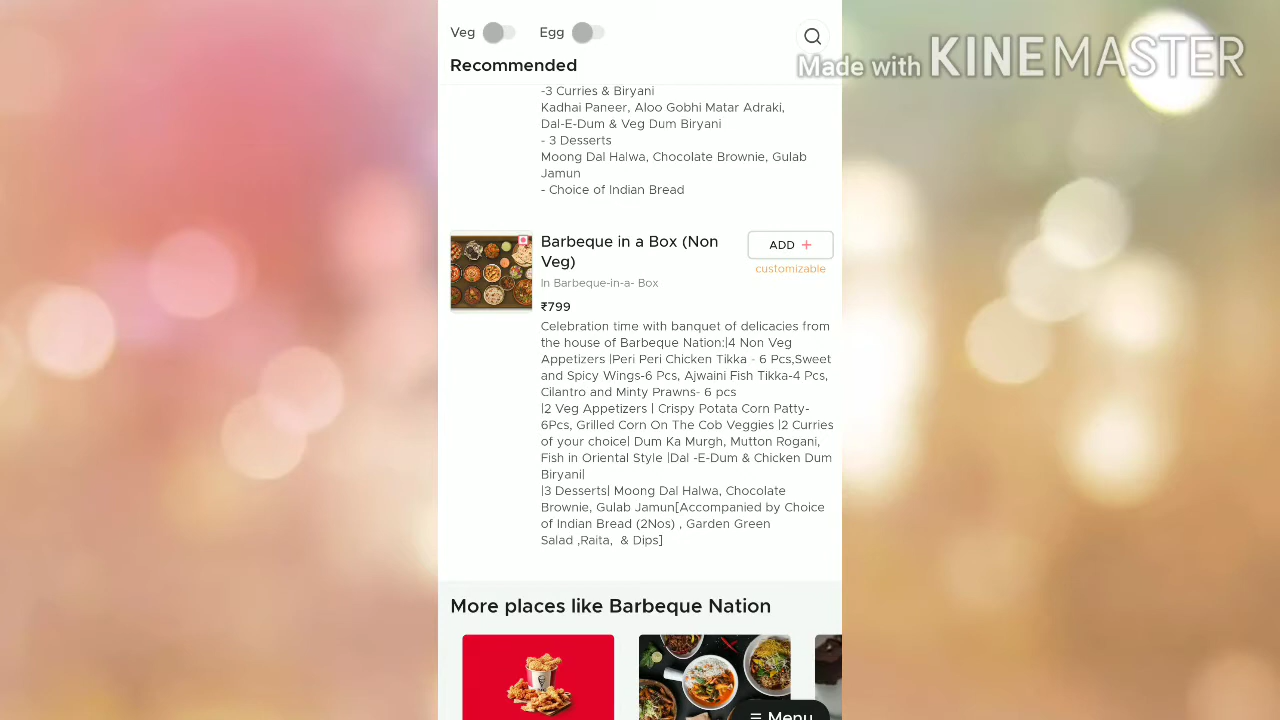 Veg
Egg
Made with KINEMASTER
Recommended
-3 Curries & Biryani
Kadhai Paneer, Aloo Gobhi Matar Adraki,
Dal-E-Dum & Veg Dum Biryani
- 3 Desserts
Moong Dal Halwa, Chocolate Brownie, Gulab
Jamun
- Choice of Indian Bread
Barbeque in a Box (Non
Veg)
ADD +
customizable
In Barbeque-in-a- Box
₹799
Celebration time with banquet of delicacies from
the house of Barbeque Nation:|4 Non Veg
Appetizers |Peri Peri Chicken Tikka - 6 Pcs,Sweet
and Spicy Wings-6 Pcs, Ajwaini Fish Tikka-4 Pcs,
Cilantro and Minty Prawns- 6 pcs
|2 Veg Appetizers | Crispy Potata Corn Patty-
6Pcs, Grilled Corn On The Cob Veggies |2 Curries
of your choice| Dum Ka Murgh, Mutton Rogani,
Fish in Oriental Style |Dal -E-Dum & Chicken Dum
Biryani|
|3 Desserts| Moong Dal Halwa, Chocolate
Brownie, Gulab Jamun[Accompanied by Choice
of Indian Bread (2Nos) , Garden Green
Salad ,Raita,  & Dips]
More places like Barbeque Nation
Menu